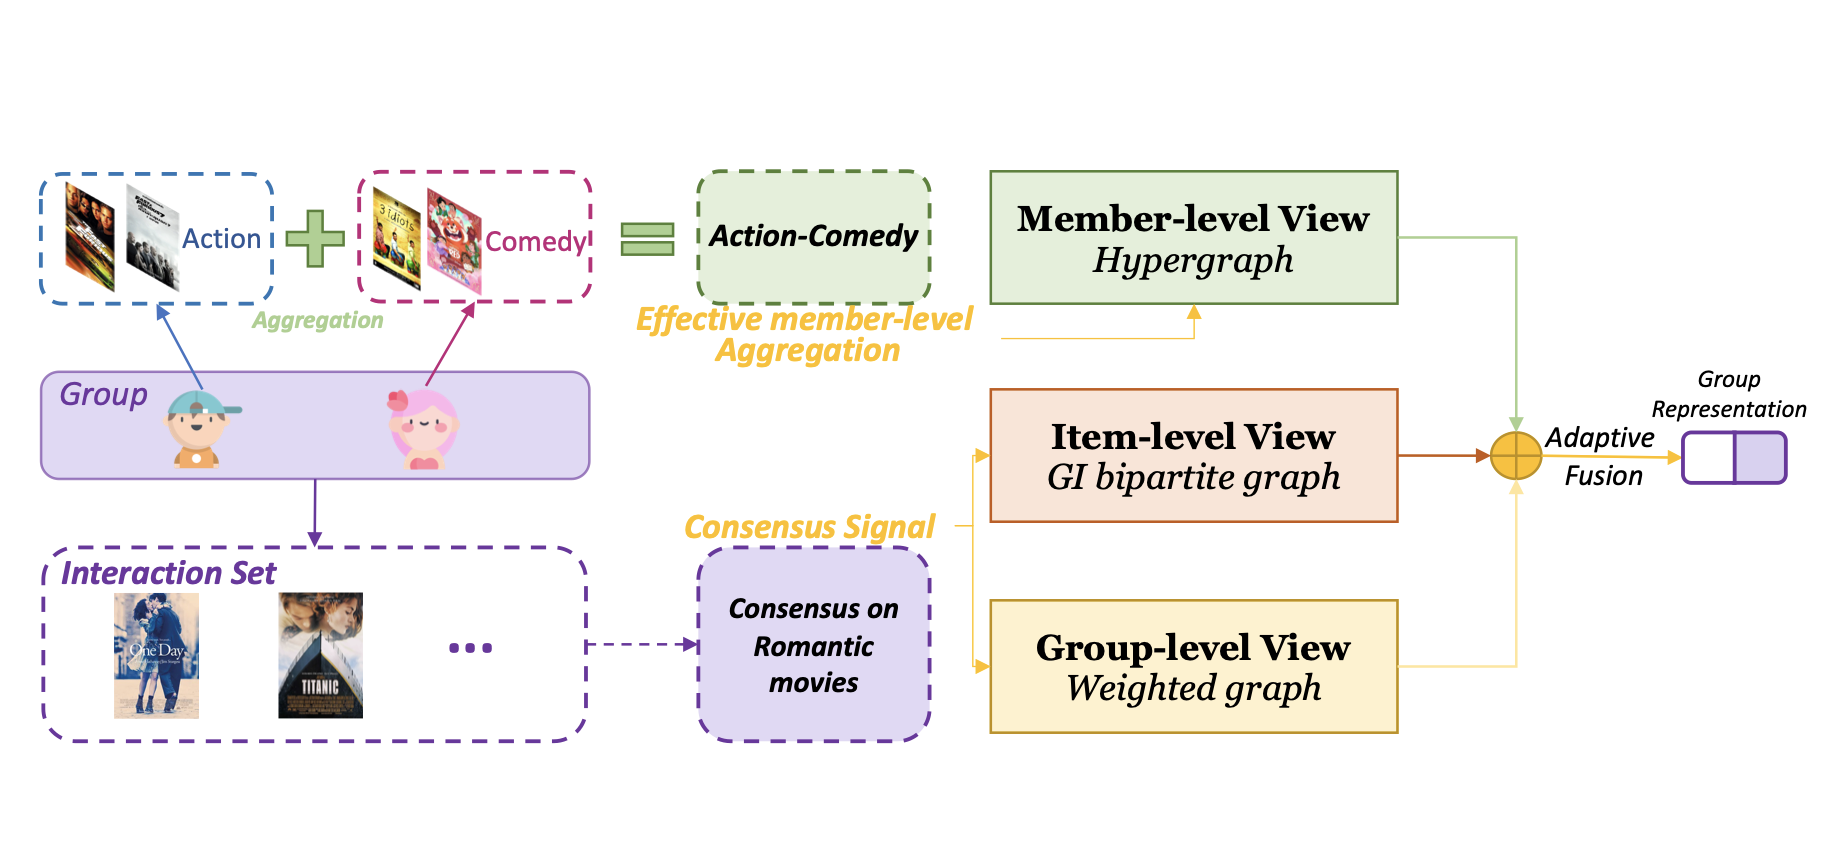 Action
3 idiots
Comedy
Action-Comedy
Aggregation
Effective member-level
Aggregation
Group
Interaction Set
One Day
TITANIC
...
Consensus Signal
Consensus on
Romantic
movies
Member-level View
Hypergraph
Item-level View
GI bipartite graph
Group-level View
Weighted graph
Adaptive
Fusion
Group
Representation